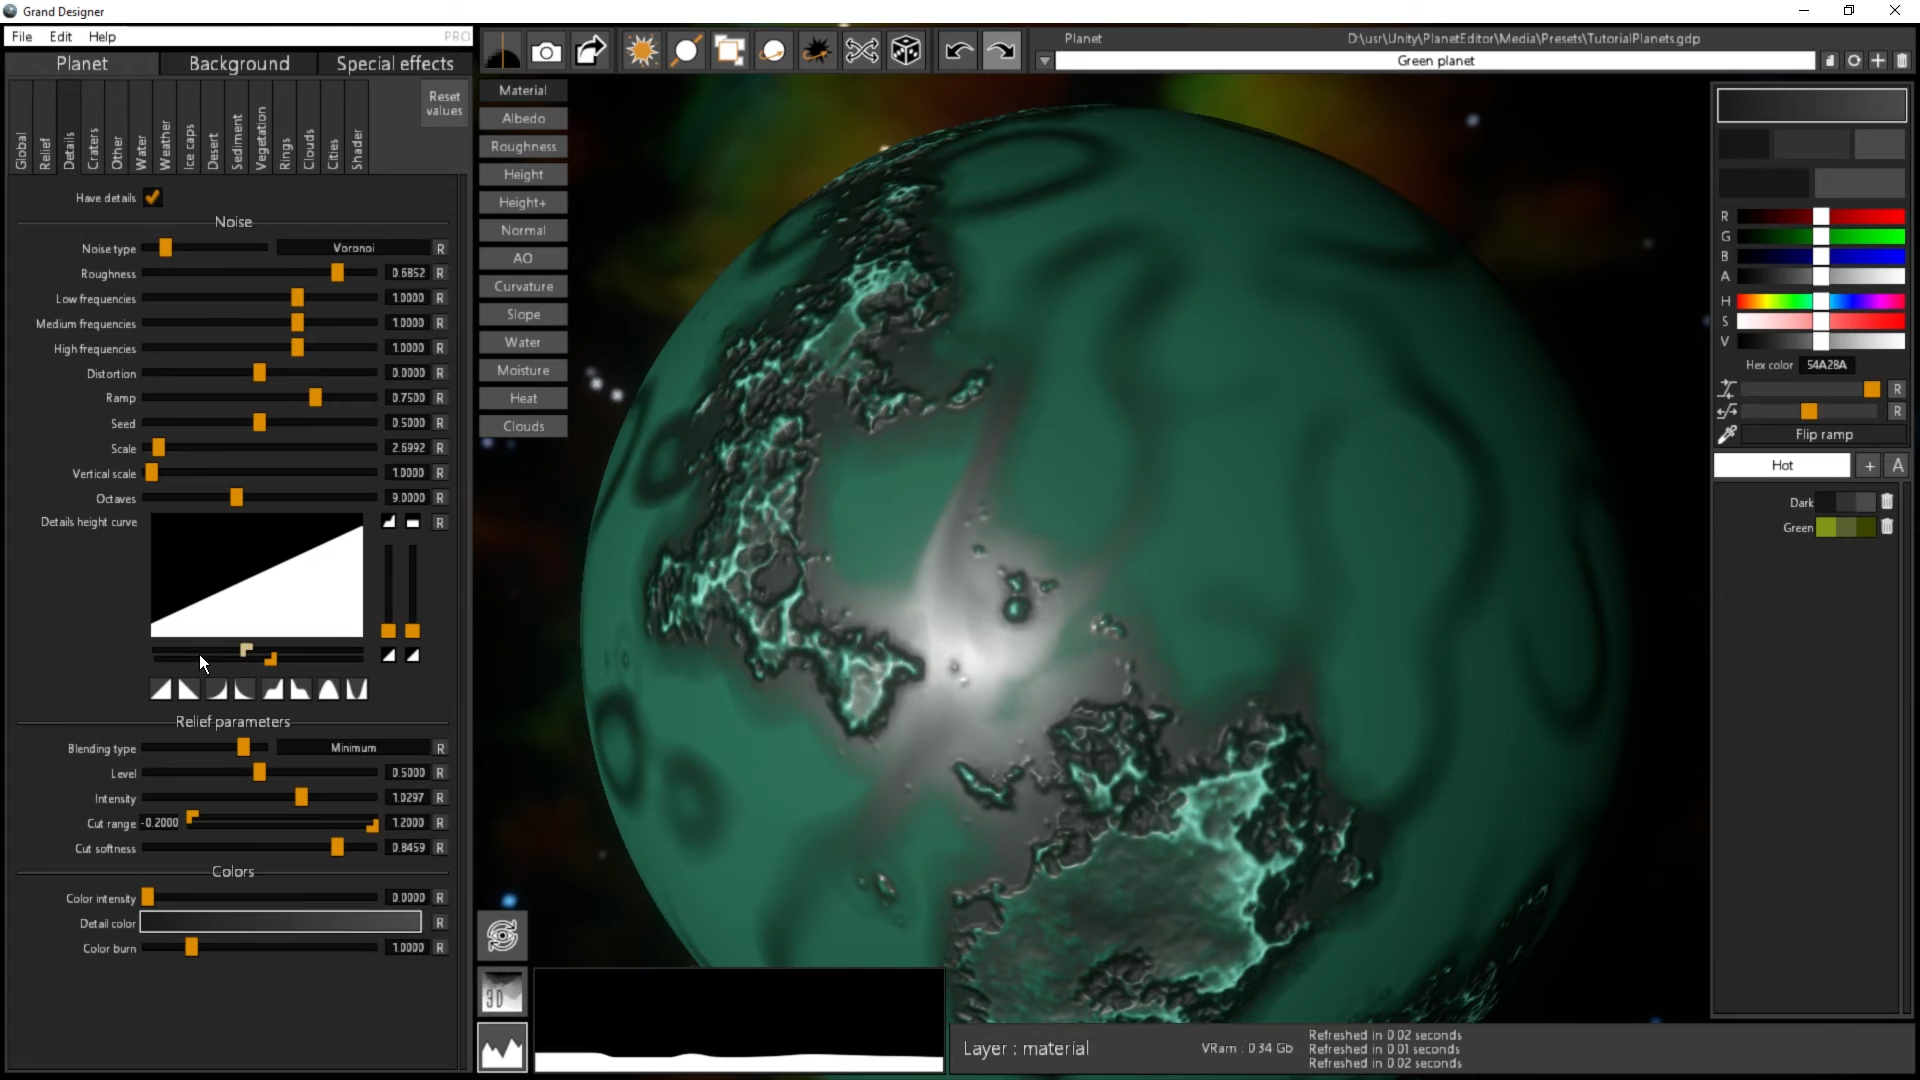 Grand Designer
File Edit Help PRO
Planet Background Special effects
Global Relief Details Craters Other Water Weather Ice caps Desert Sediment Vegetation Rings Clouds Cities Shader
Reset values
Have details
Noise
Noise type Voronoi R
Roughness 0.6852 R
Low frequencies 1.0000 R
Medium frequencies 1.0000 R
High frequencies 1.0000 R
Distortion 0.0000 R
Ramp 0.7500 R
Seed 0.5000 R
Scale 2.6992 R
Vertical scale 1.0000 R
Octaves 9.0000 R
Details height curve R
Relief parameters
Blending type Minimum R
Level 0.5000 R
Intensity 1.0297 R
Cut range -0.2000 1.2000 R
Cut softness 0.8459 R
Colors
Color intensity 0.0000 R
Detail color R
Color burn 1.0000 R
Material
Albedo
Roughness
Height
Height+
Normal
AO
Curvature
Slope
Water
Moisture
Heat
Clouds
3D
Planet D:\usr\Unity\PlanetEditor\Media\Presets\TutorialPlanets.gdp
Green planet
R
G
B
A
H
S
V
Hex color 54A28A
R
R
Flip ramp
Hot + A
Dark
Green
Layer : material VRam : 0.34 Gb
Refreshed in 0.02 seconds
Refreshed in 0.01 seconds
Refreshed in 0.02 seconds